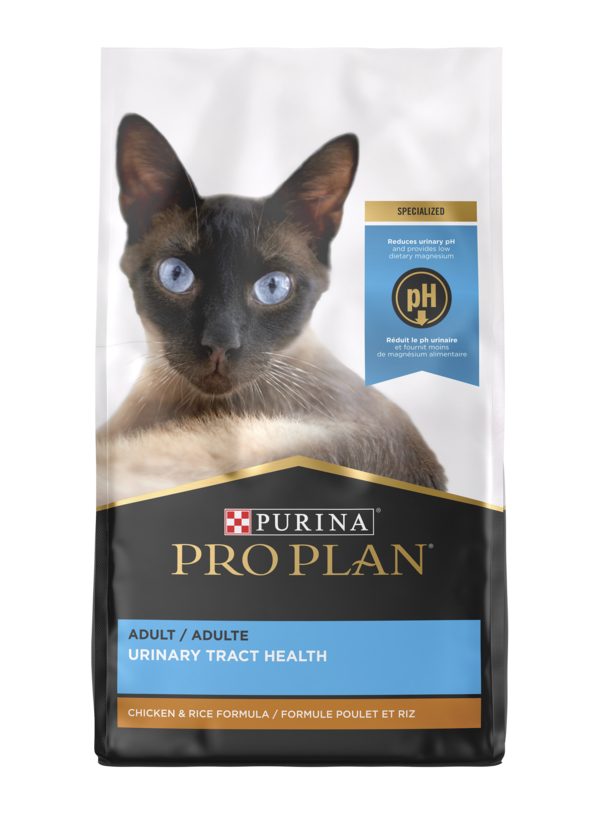 SPECIALIZED
Reduces urinary pH
and provides low
dietary magnesium
pH
Réduit le ph urinaire
et fournit moins
de magnésium alimentaire
PURINA®
PRO PLAN®
ADULT / ADULTE
URINARY TRACT HEALTH
CHICKEN & RICE FORMULA / FORMULE POULET ET RIZ